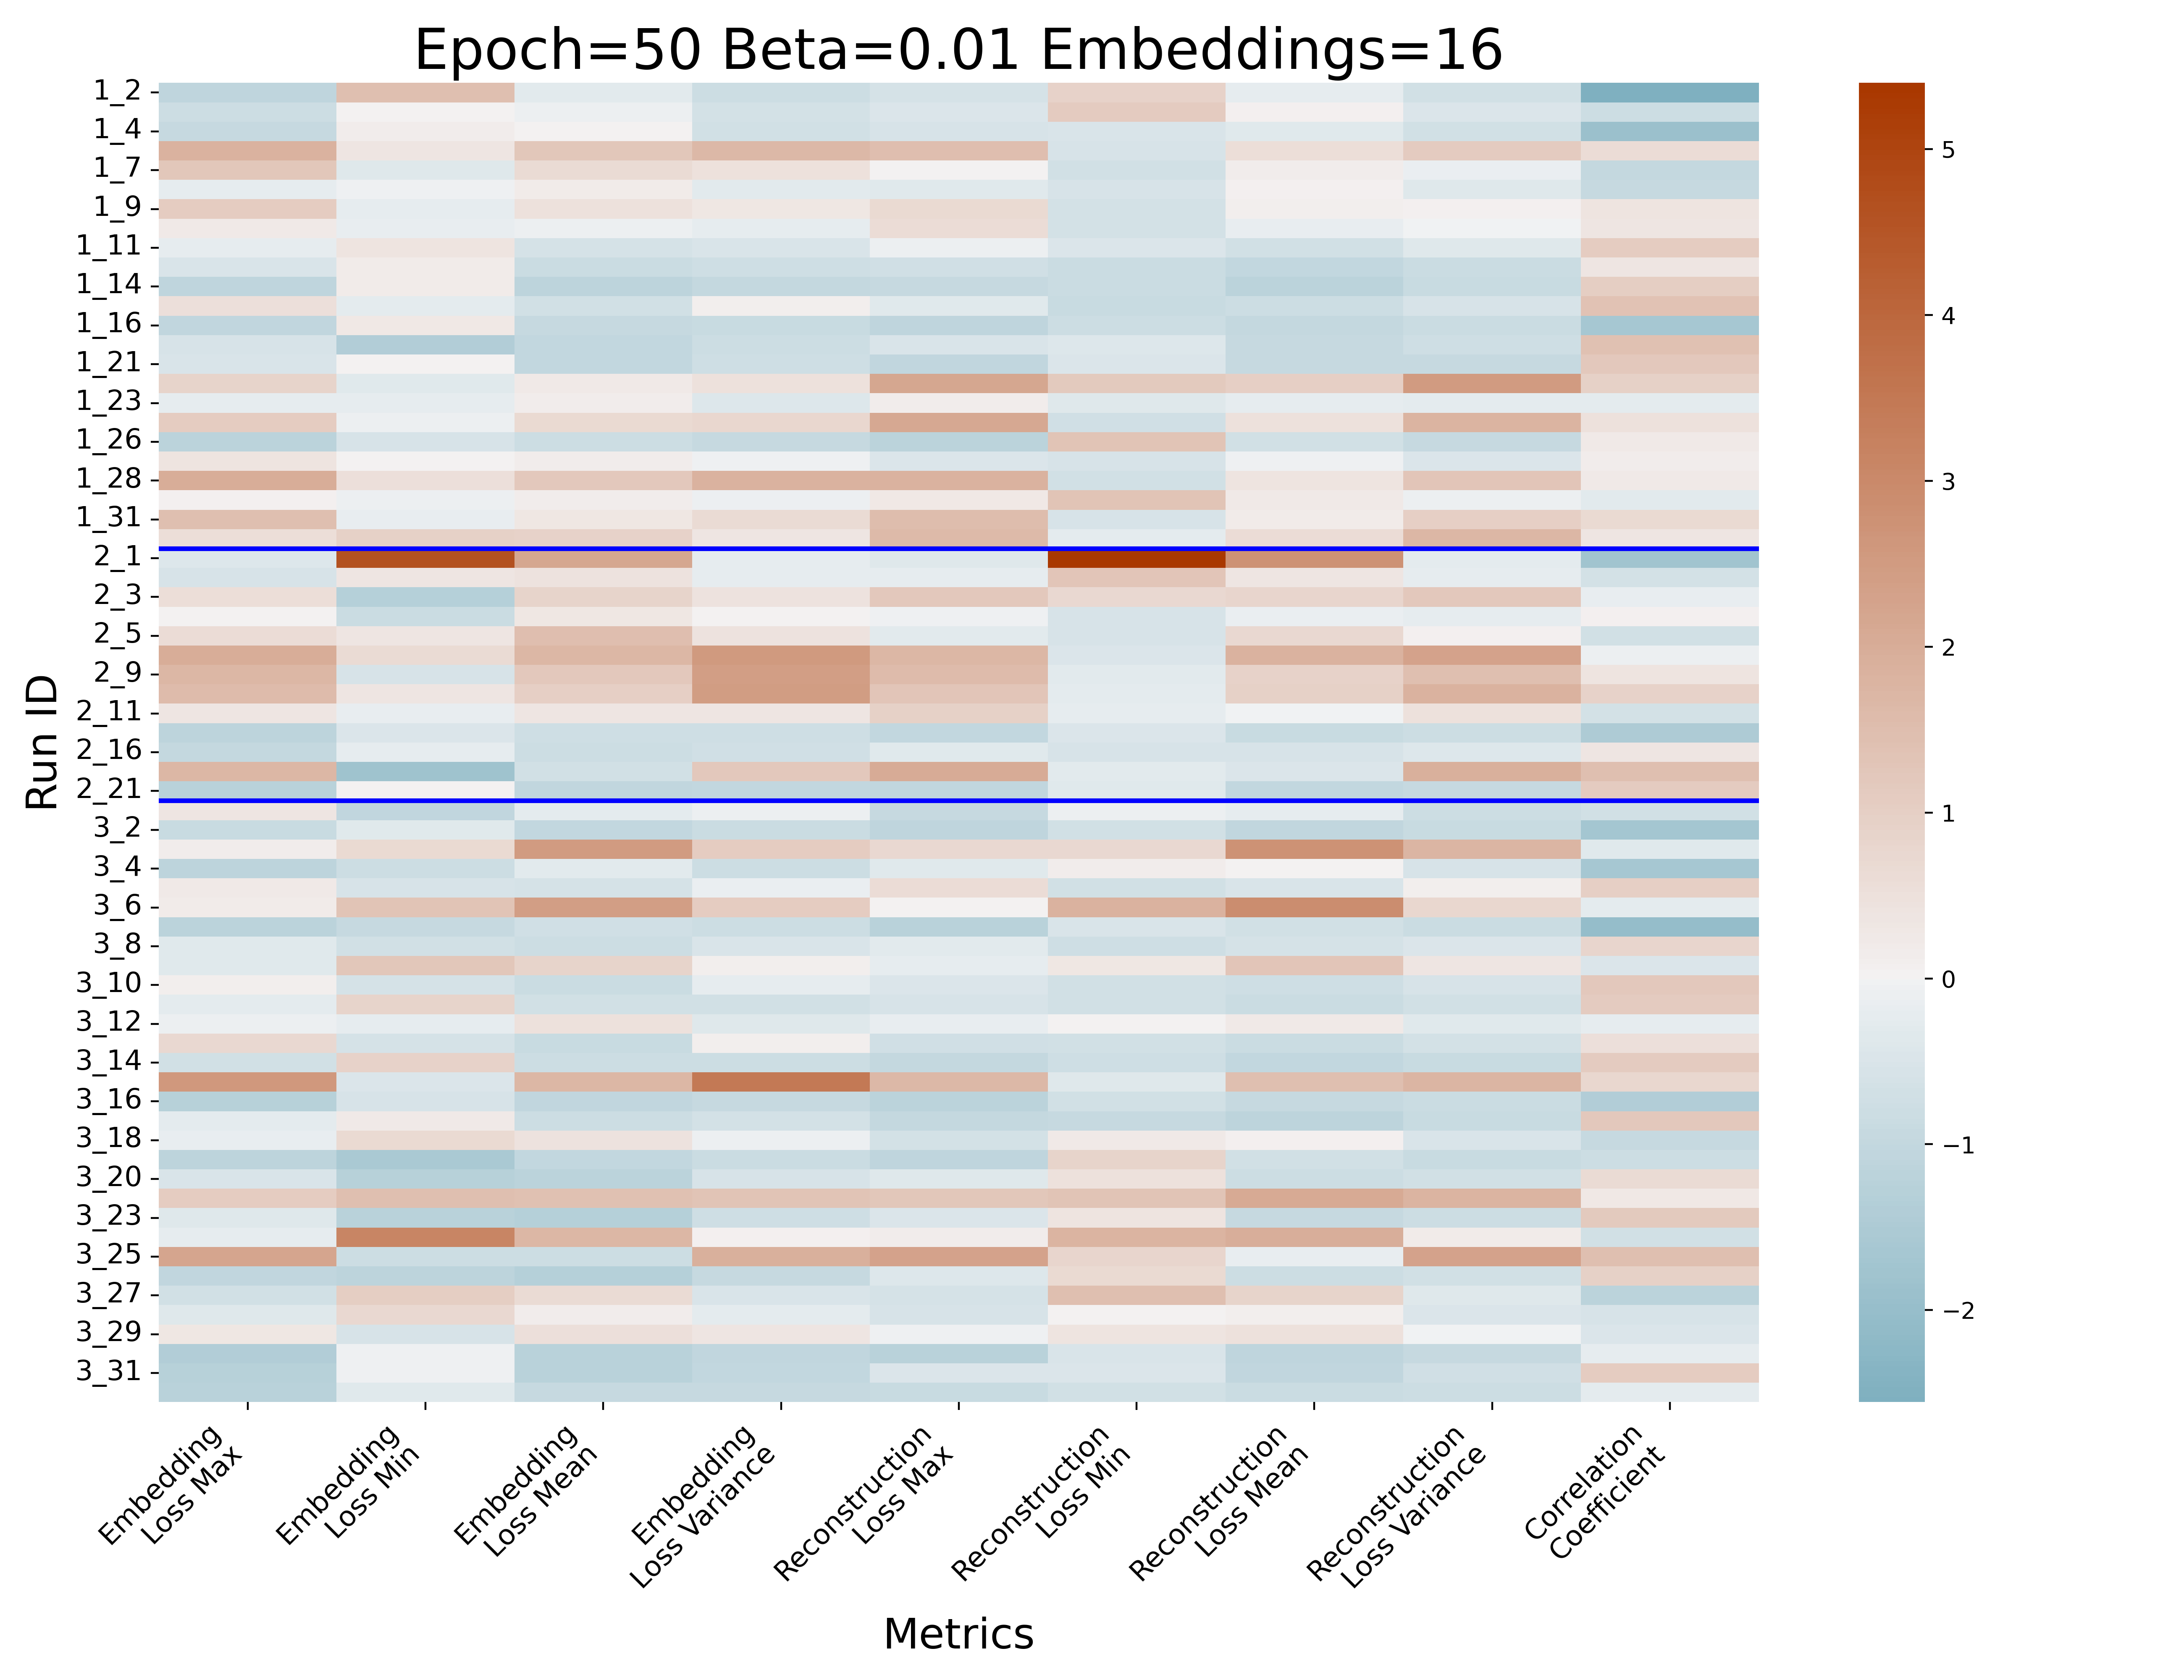 Epoch=50 Beta=0.01 Embeddings=16
Run ID
1_2
1_4
1_7
1_9
1_11
1_14
1_16
1_21
1_23
1_26
1_28
1_31
2_1
2_3
2_5
2_9
2_11
2_16
2_21
3_2
3_4
3_6
3_8
3_10
3_12
3_14
3_16
3_18
3_20
3_23
3_25
3_27
3_29
3_31
Embedding
Loss Max
Embedding
Loss Min
Embedding
Loss Mean
Embedding
Loss Variance
Reconstruction
Loss Max
Reconstruction
Loss Min
Reconstruction
Loss Mean
Reconstruction
Loss Variance
Correlation
Coefficient
Metrics
5
4
3
2
1
0
−1
−2